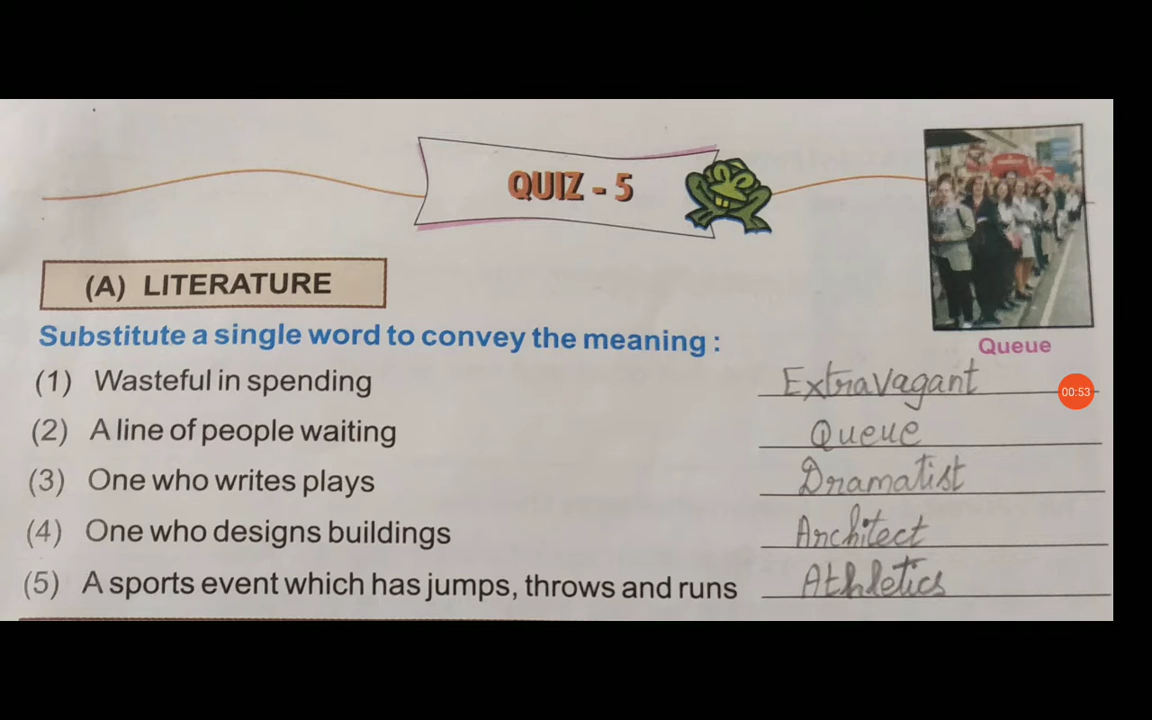 QUIZ - 5
(A) LITERATURE
Substitute a single word to convey the meaning :
Queue
(1) Wasteful in spending Extravagant
00:53
(2) A line of people waiting Queue
(3) One who writes plays Dramatist
(4) One who designs buildings Architect
(5) A sports event which has jumps, throws and runs Athletics